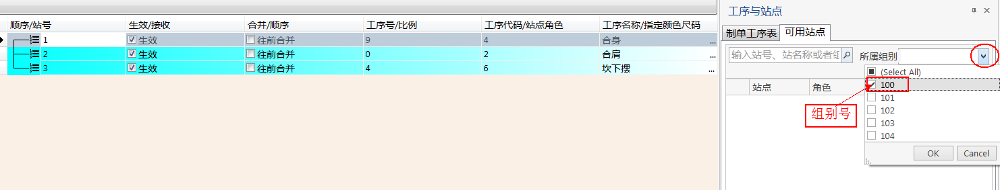 顺序/站号 生效/接收 合并/顺序 工序号/比例 工序代码/站点角色 工序名称/指定颜色尺码
1 生效 往前合并 9 4 合身 ...
2 生效 往前合并 0 2 合肩 ...
3 生效 往前合并 4 6 坎下摆 ...
工序与站点
制单工序表 可用站点
输入站号、站名称或者组 所属组别
(Select All)
100
101
102
103
104
站点 角色
组别号
OK Cancel